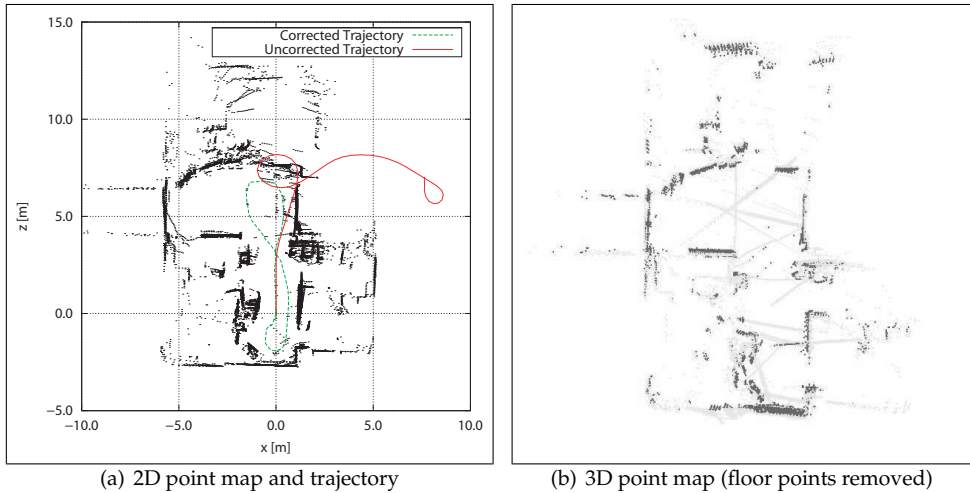 15.0
Corrected Trajectory
Uncorrected Trajectory
10.0
z [m]
5.0
0.0
−5.0
−10.0 −5.0 0.0 5.0 10.0
x [m]
(a) 2D point map and trajectory
(b) 3D point map (floor points removed)